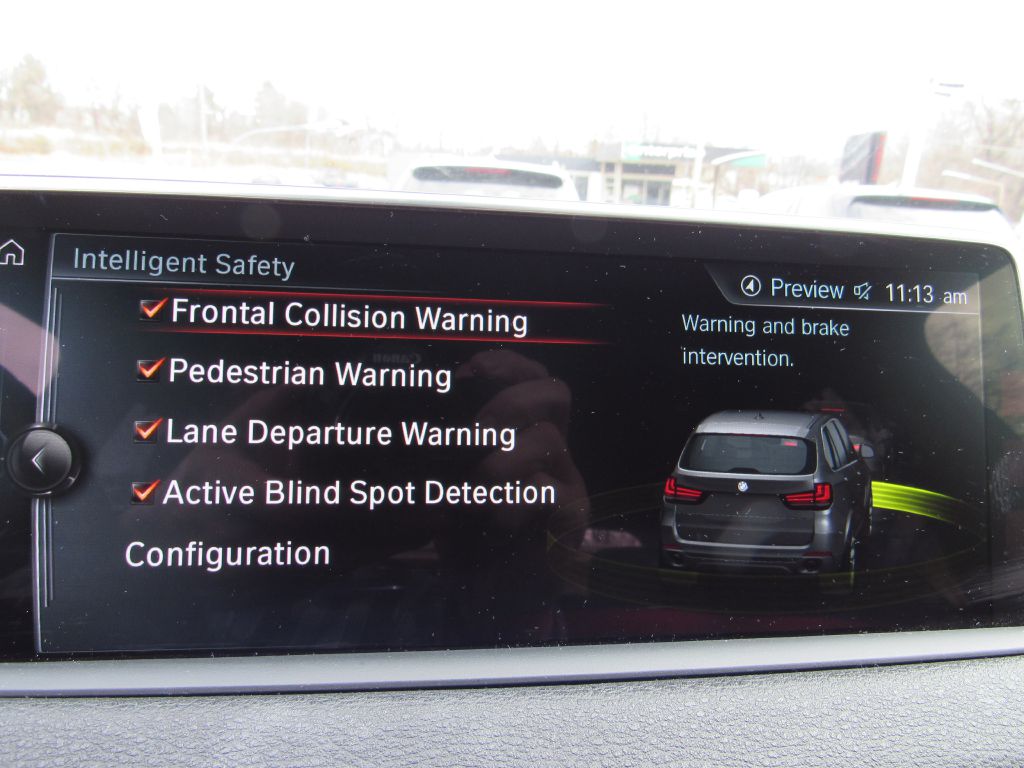 Intelligent Safety
Preview 11:13 am
Frontal Collision Warning
Pedestrian Warning
Lane Departure Warning
Active Blind Spot Detection
Configuration
Warning and brake
intervention.
Canon